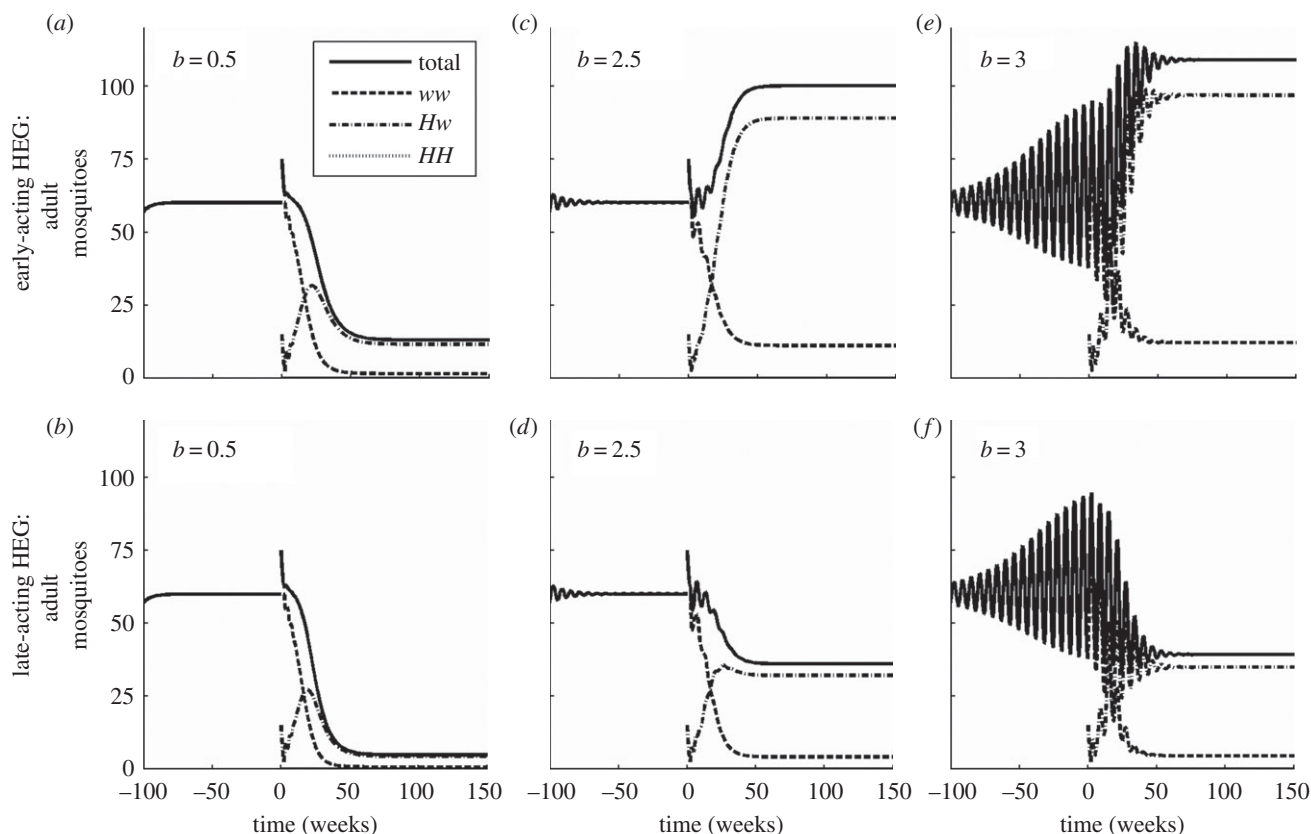 (a)
b = 0.5
total
ww
Hw
HH
(c)
b = 2.5
(e)
b = 3
early-acting HEG:
adult
mosquitoes
100
75
50
25
0
(b)
b = 0.5
(d)
b = 2.5
(f)
b = 3
late-acting HEG:
adult
mosquitoes
100
75
50
25
0
–100 –50 0 50 100 150
–100 –50 0 50 100 150
–100 –50 0 50 100 150
time (weeks)
time (weeks)
time (weeks)